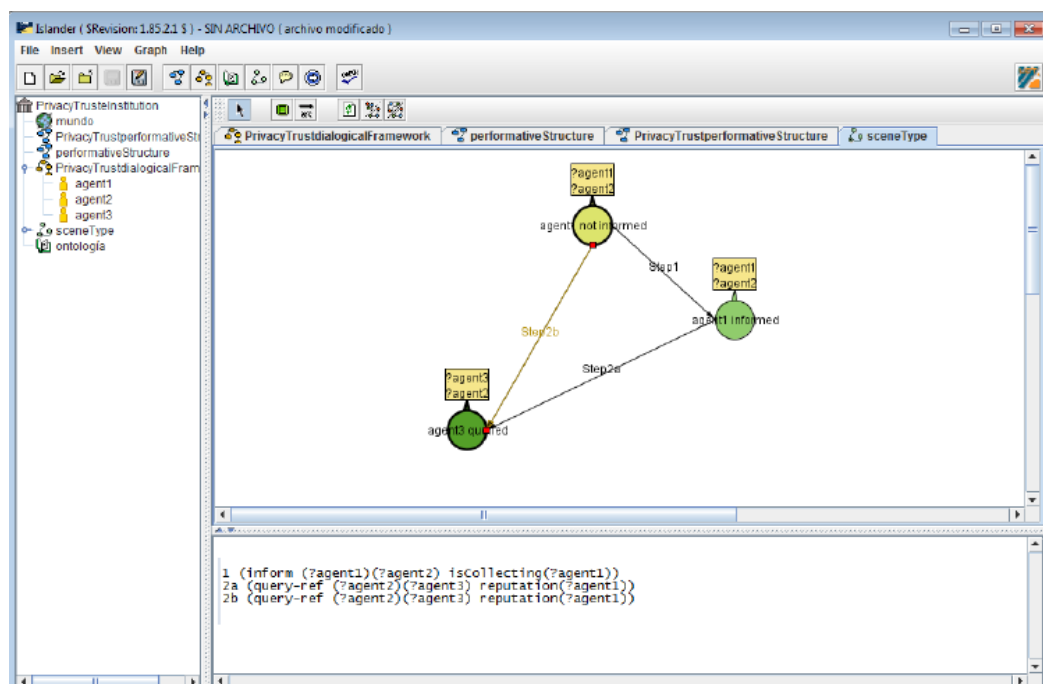 Islander ( $Revision: 1.85.2.1 $ ) - SIN ARCHIVO ( archivo modificado )
File Insert View Graph Help
PrivacyTrusteInstitution
mundo
PrivacyTrustperformativeStr
performativeStructure
PrivacyTrustdialogicalFram
agent1
agent2
agent3
sceneType
ontología
PrivacyTrustdialogicalFramework performativeStructure PrivacyTrustperformativeStructure sceneType
?agent1
?agent2
not informed
Step1
?agent1
?agent2
agent1 informed
Step2b
Step2a
?agent3
?agent2
agent3
1 (inform (?agent1)(?agent2) isCollecting(?agent1))
2a (query-ref (?agent2)(?agent3) reputation(?agent1))
2b (query-ref (?agent2)(?agent3) reputation(?agent1))